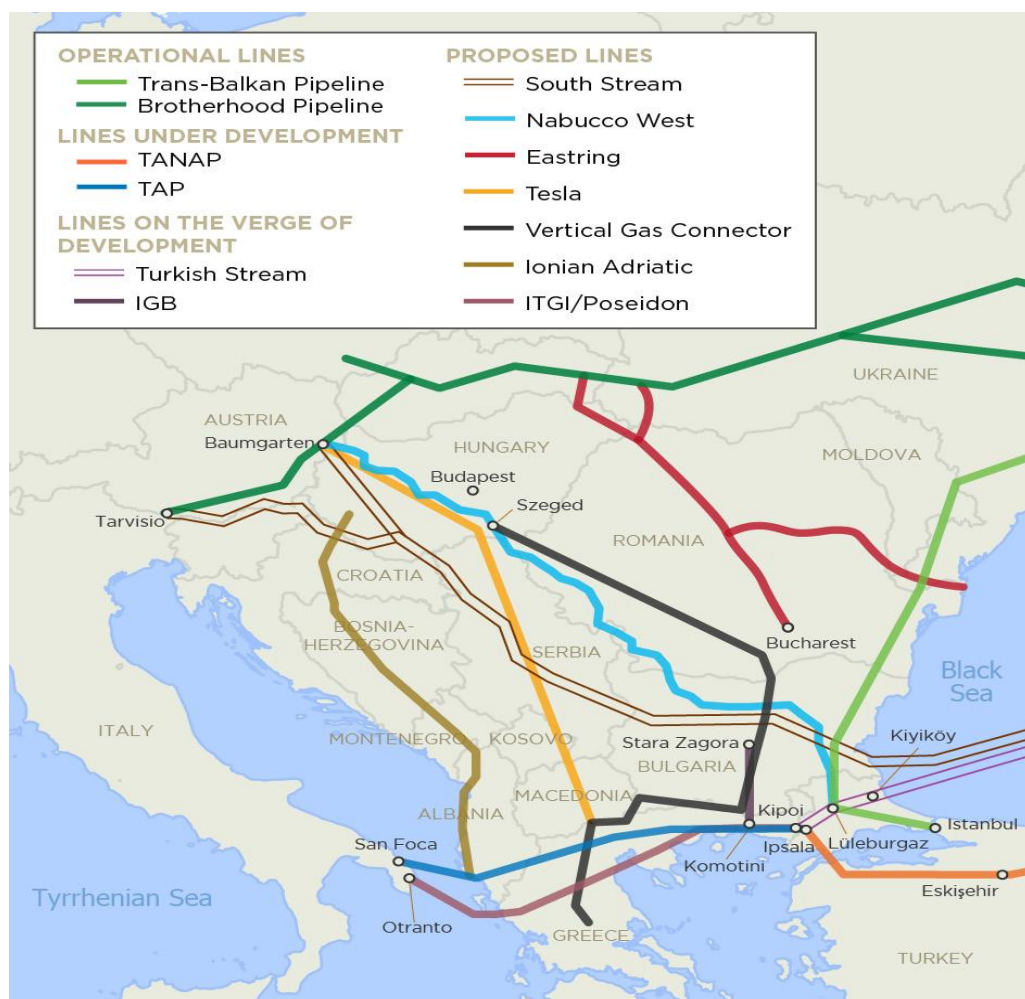 OPERATIONAL LINES
Trans-Balkan Pipeline
Brotherhood Pipeline
LINES UNDER DEVELOPMENT
TANAP
TAP
LINES ON THE VERGE OF
DEVELOPMENT
Turkish Stream
IGB
PROPOSED LINES
South Stream
Nabucco West
Eastring
Tesla
Vertical Gas Connector
Ionian Adriatic
ITGI/Poseidon
UKRAINE
AUSTRIA
Baumgarten
HUNGARY
MOLDOVA
Budapest
Szeged
Tarvisio
ROMANIA
CROATIA
BOSNIA-
HERZEGOVINA
SERBIA
Bucharest
Black
Sea
ITALY
MONTENEGRO
KOSOVO
Stara Zagora
Kiyiköy
BULGARIA
MACEDONIA
ALBANIA
Kipoi
San Foca
Ipsala
Lüleburgaz
Istanbul
Komotini
Tyrrhenian Sea
Otranto
Eskişehir
GREECE
TURKEY